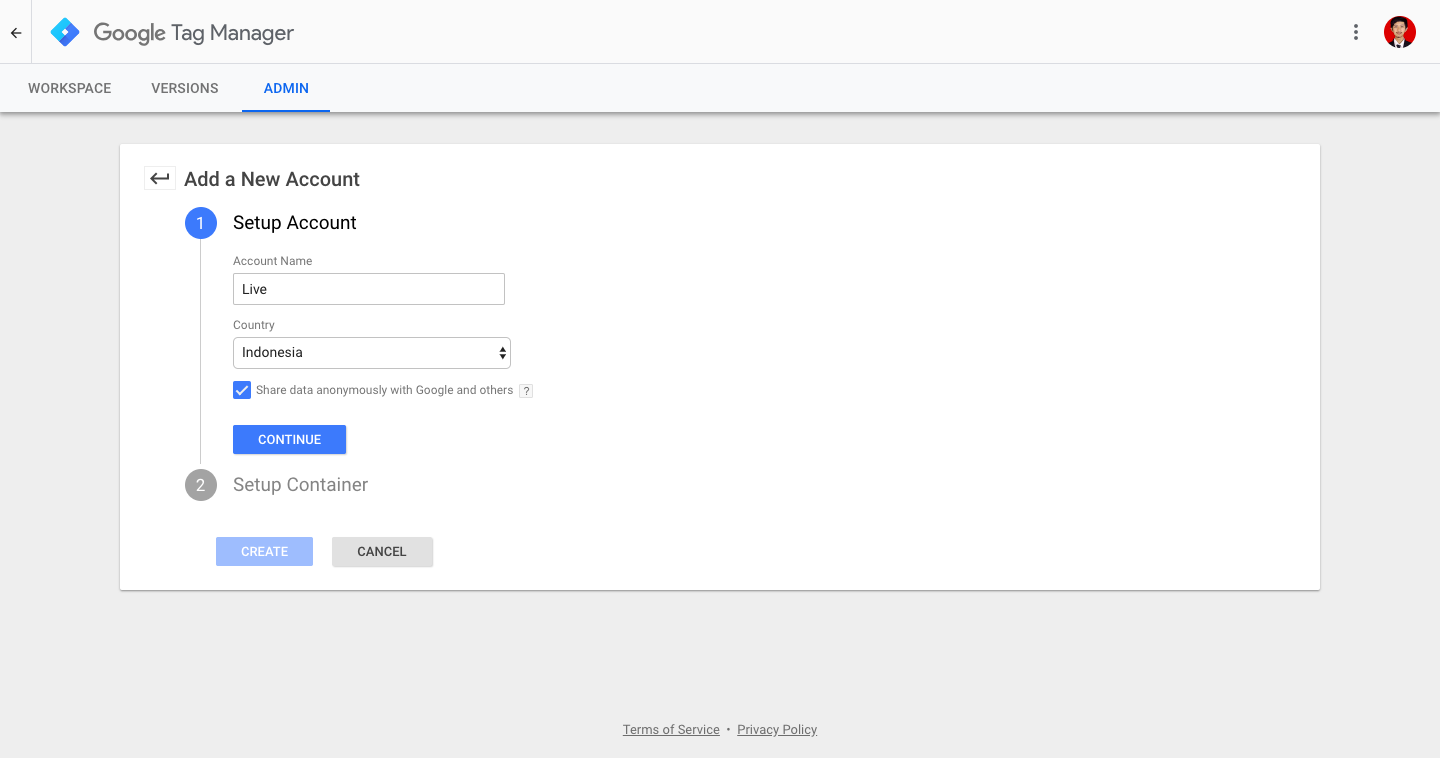 Google Tag Manager
WORKSPACE VERSIONS ADMIN
Add a New Account
1 Setup Account
Account Name
Live
Country
Indonesia
Share data anonymously with Google and others ?
CONTINUE
2 Setup Container
CREATE CANCEL
Terms of Service • Privacy Policy